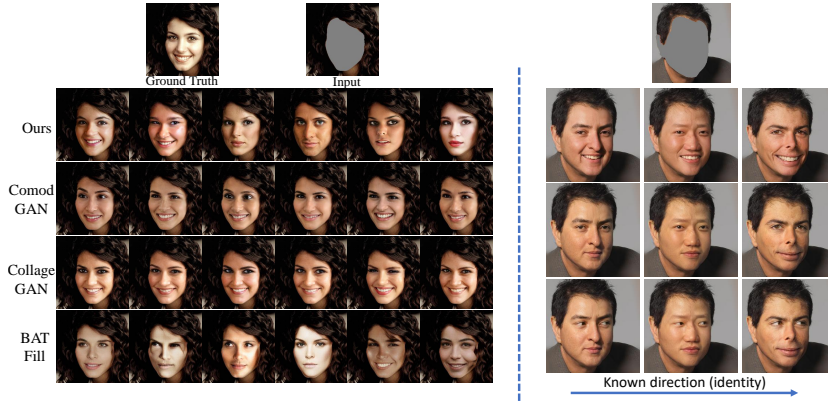 Ground Truth
Input
Ours
Comod
GAN
Collage
GAN
BAT
Fill
Known direction (identity)